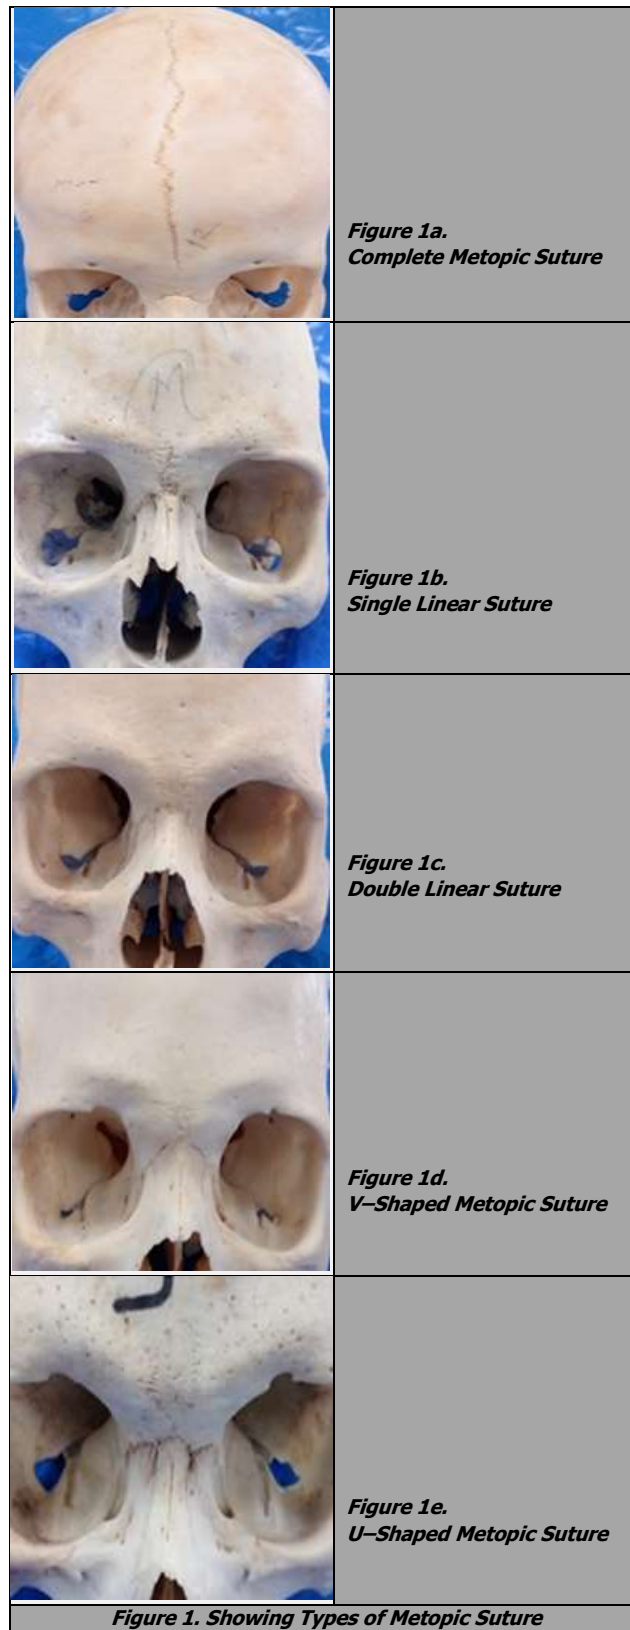 Figure 1a.
Complete Metopic Suture
M
Figure 1b.
Single Linear Suture
Figure 1c.
Double Linear Suture
Figure 1d.
V–Shaped Metopic Suture
Figure 1e.
U–Shaped Metopic Suture
Figure 1. Showing Types of Metopic Suture